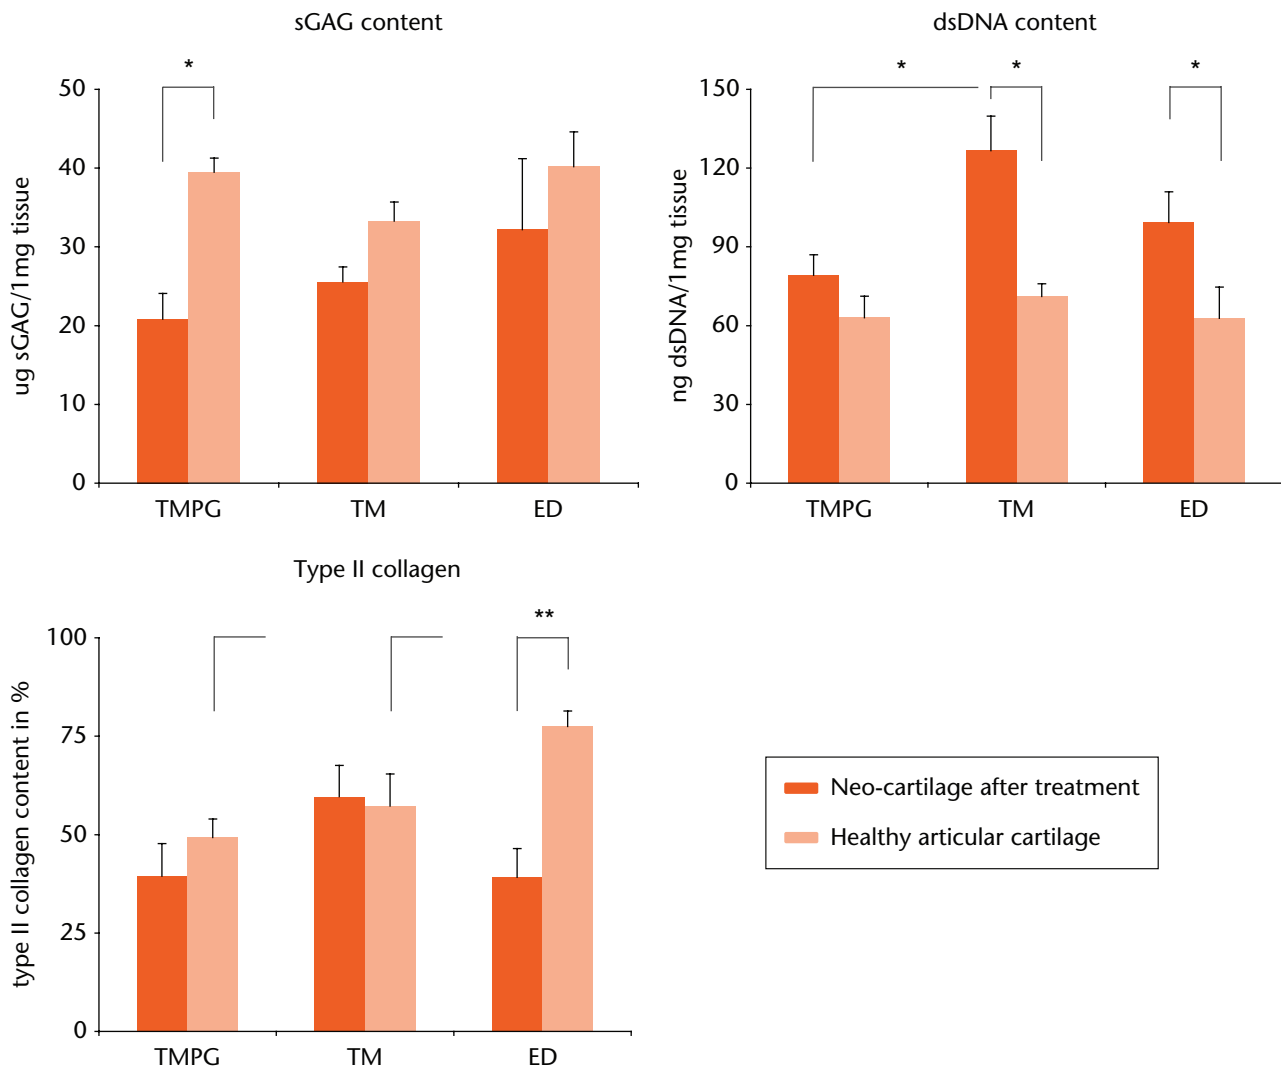 sGAG content
*
50
40
30
20
10
0
ug sGAG/1mg tissue
TMPG TM ED
dsDNA content
* * *
150
120
90
60
30
0
ng dsDNA/1mg tissue
TMPG TM ED
Type II collagen
**
100
75
50
25
0
type II collagen content in %
TMPG TM ED
Neo-cartilage after treatment
Healthy articular cartilage